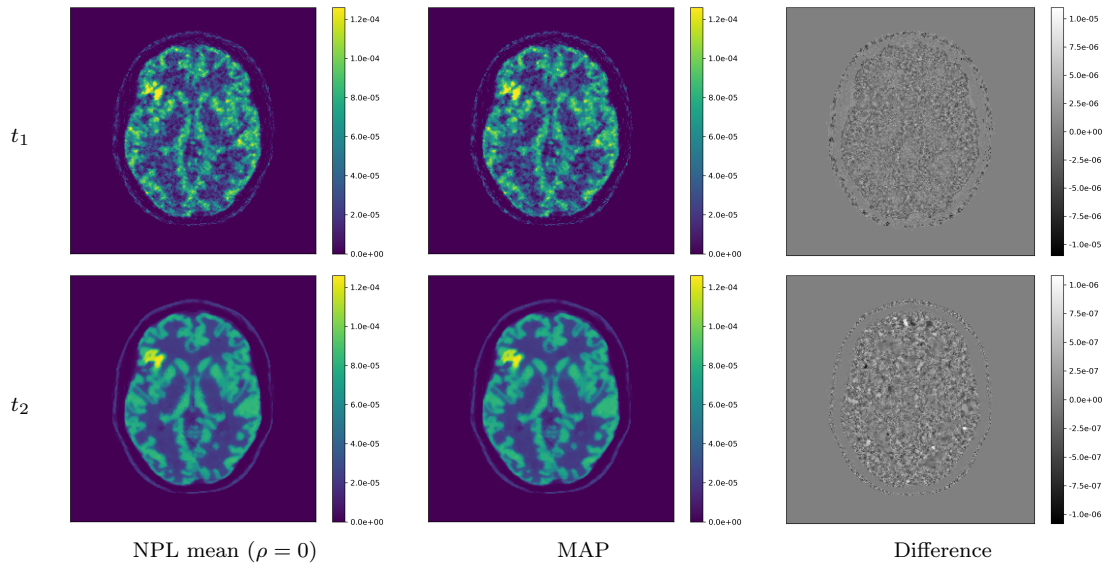 t₁
1.2e−04
1.0e−04
8.0e−05
6.0e−05
4.0e−05
2.0e−05
0.0e+00
1.2e−04
1.0e−04
8.0e−05
6.0e−05
4.0e−05
2.0e−05
0.0e+00
1.0e-05
7.5e-06
5.0e-06
2.5e-06
0.0e+00
-2.5e-06
-5.0e-06
-7.5e-06
-1.0e-05
t₂
1.2e−04
1.0e−04
8.0e−05
6.0e−05
4.0e−05
2.0e−05
0.0e+00
1.2e−04
1.0e−04
8.0e−05
6.0e−05
4.0e−05
2.0e−05
0.0e+00
1.0e-06
7.5e-07
5.0e-07
2.5e-07
0.0e+00
-2.5e-07
-5.0e-07
-7.5e-07
-1.0e-06
NPL mean (ρ = 0) MAP Difference